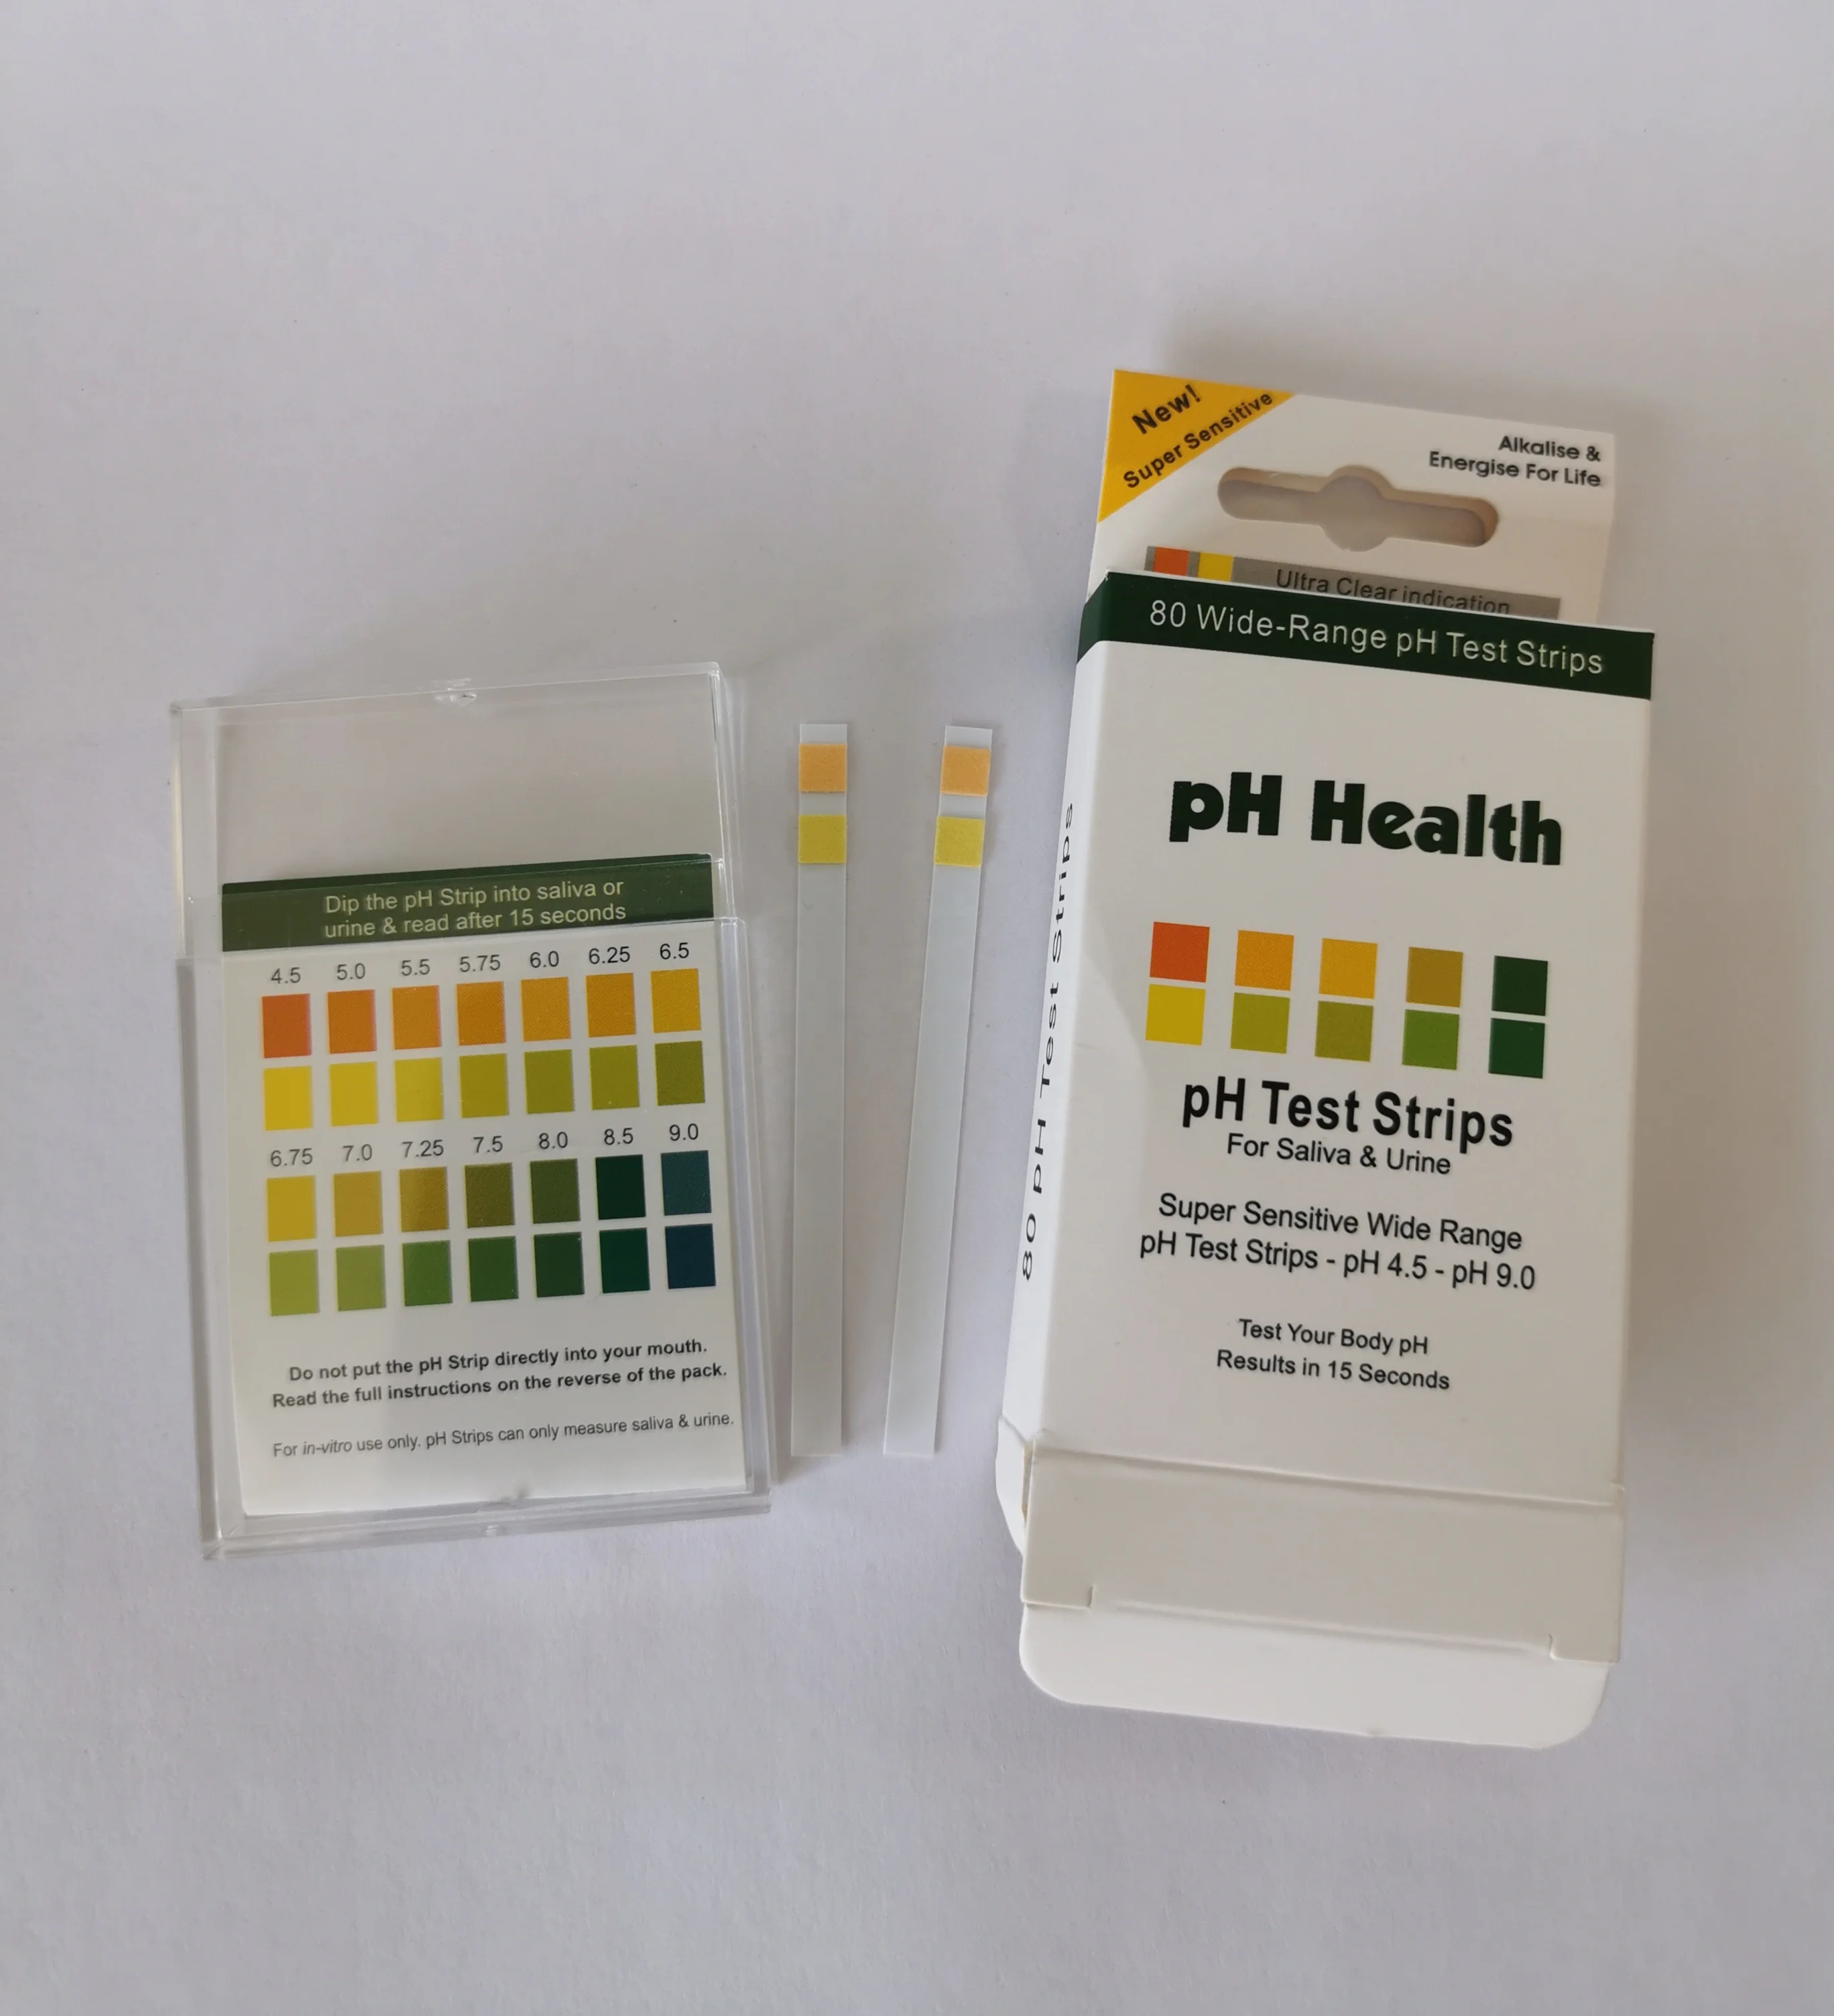 Dip the pH Strip into saliva or
urine & read after 15 seconds
4.5 5.0 5.5 5.75 6.0 6.25 6.5
6.75 7.0 7.25 7.5 8.0 8.5 9.0
Do not put the pH Strip directly into your mouth.
Read the full instructions on the reverse of the pack.
For in-vitro use only. pH Strips can only measure saliva & urine.
New!
Super Sensitive
Alkalise &
Energise For Life
Ultra Clear indication
80 Wide-Range pH Test Strips
80 pH Test Strips
pH Health
pH Test Strips
For Saliva & Urine
Super Sensitive Wide Range
pH Test Strips - pH 4.5 - pH 9.0
Test Your Body pH
Results in 15 Seconds